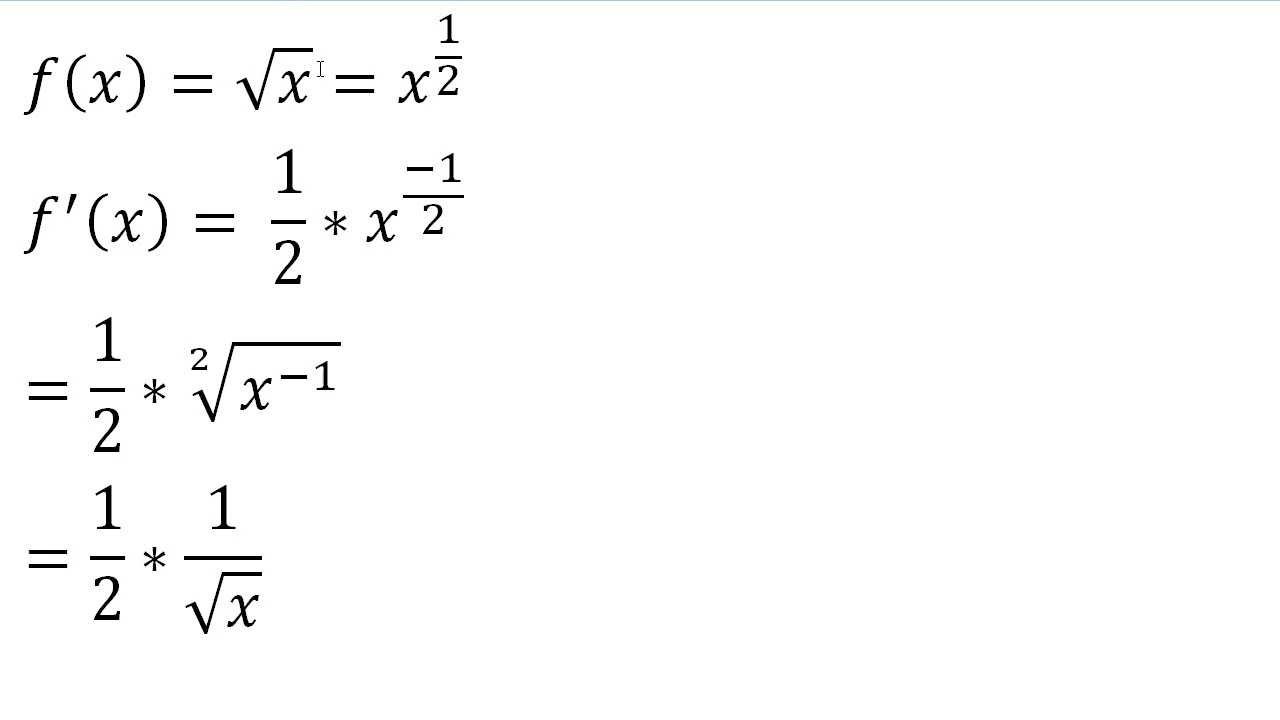 f(x) = √x = x^(1/2)
f′(x) = 1/2 * x^(-1/2)
= 1/2 * ²√(x⁻¹)
= 1/2 * 1/√x